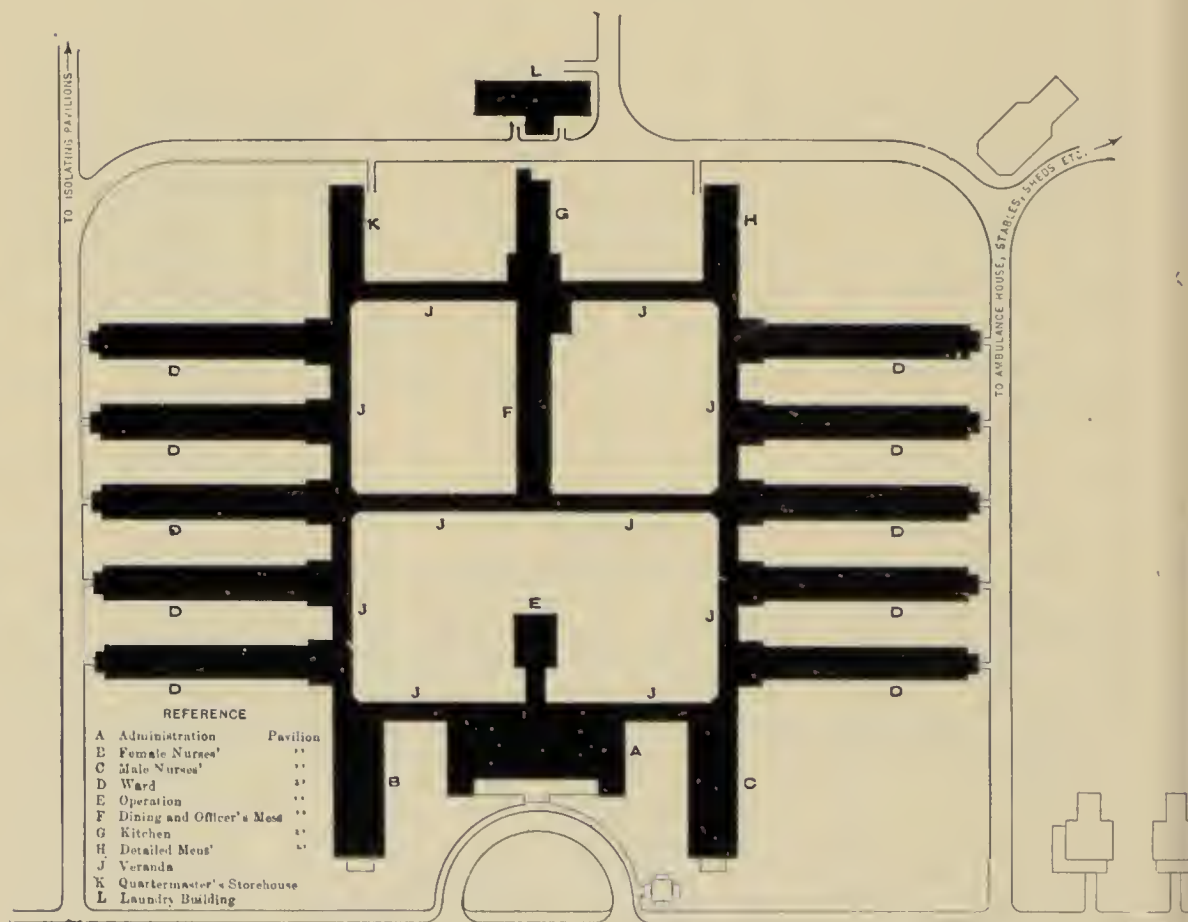 L
TO ISOLATING PAVILIONS
TO AMBULANCE HOUSE, STABLES, SHEDS ETC.
K
G
H
J
J
D
D
J
F
J
D
D
D
D
J
J
D
D
E
J
J
D
D
J
J
D
D
A
B
C
REFERENCE
A Administration Pavilion
B Female Nurses' "
C Male Nurses' "
D Ward "
E Operation "
F Dining and Officer's Mess "
G Kitchen "
H Detailed Mens' "
J Veranda
K Quartermaster's Storehouse
L Laundry Building